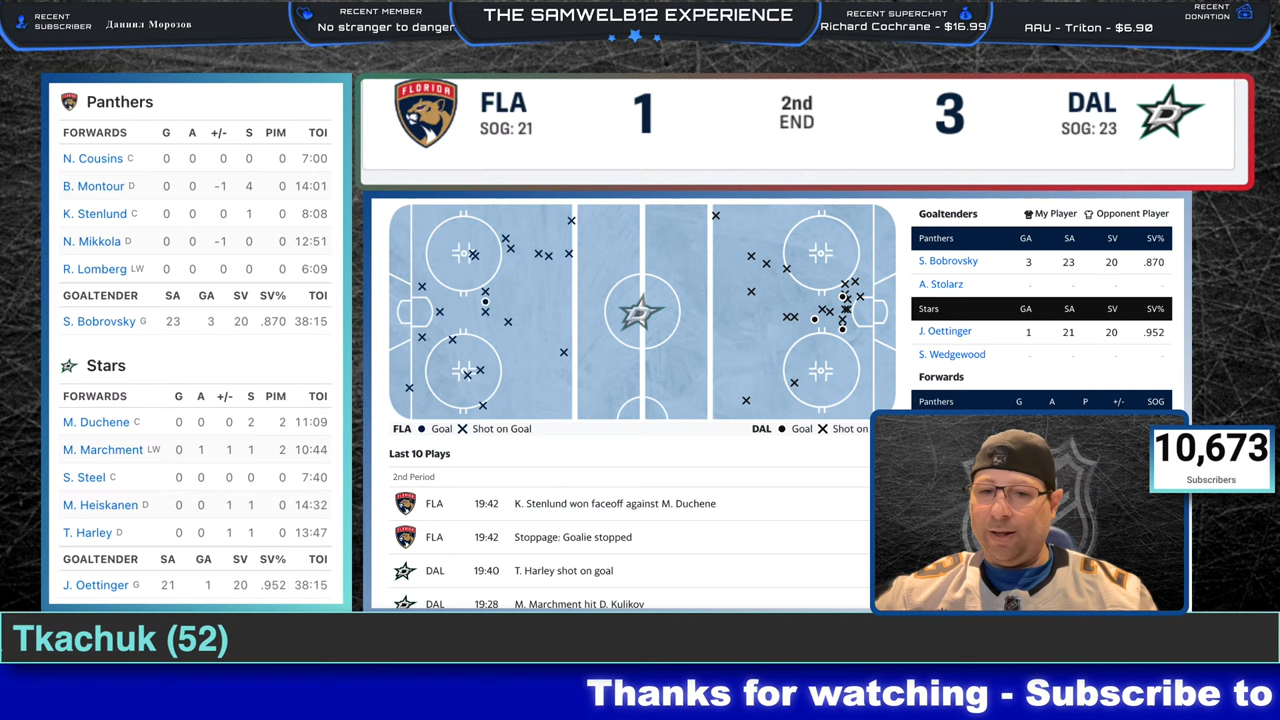 RECENT SUBSCRIBER
Даниил Морозов
RECENT MEMBER
No stranger to danger
THE SAMWELB12 EXPERIENCE
RECENT SUPERCHAT
Richard Cochrane - $16.99
RECENT DONATION
AAU - Triton - $6.90
Panthers
FORWARDS G A +/- S PIM TOI
N. Cousins C 0 0 0 0 0 7:00
B. Montour D 0 0 -1 4 0 14:01
K. Stenlund C 0 0 0 1 0 8:08
N. Mikkola D 0 0 -1 0 0 12:51
R. Lomberg LW 0 0 0 0 0 6:09
GOALTENDER SA GA SV SV% TOI
S. Bobrovsky G 23 3 20 .870 38:15
Stars
FORWARDS G A +/- S PIM TOI
M. Duchene C 0 0 0 2 2 11:09
M. Marchment LW 0 1 1 1 2 10:44
S. Steel C 0 0 0 0 0 7:40
M. Heiskanen D 0 0 1 1 0 14:32
T. Harley D 0 0 1 1 0 13:47
GOALTENDER SA GA SV SV% TOI
J. Oettinger G 21 1 20 .952 38:15
FLORIDA
FLA
SOG: 21
1
2nd
END
3
DAL
SOG: 23
FLA Goal Shot on Goal
DAL Goal Shot on
Last 10 Plays
2nd Period
FLA 19:42 K. Stenlund won faceoff against M. Duchene
FLA 19:42 Stoppage: Goalie stopped
DAL 19:40 T. Harley shot on goal
DAL 19:28 M. Marchment hit D. Kulikov
Goaltenders My Player Opponent Player
Panthers GA SA SV SV%
S. Bobrovsky 3 23 20 .870
A. Stolarz - - - -
Stars GA SA SV SV%
J. Oettinger 1 21 20 .952
S. Wedgewood - - - -
Forwards
Panthers G A P +/- SOG
10,673
Subscribers
Tkachuk (52)
Thanks for watching - Subscribe to